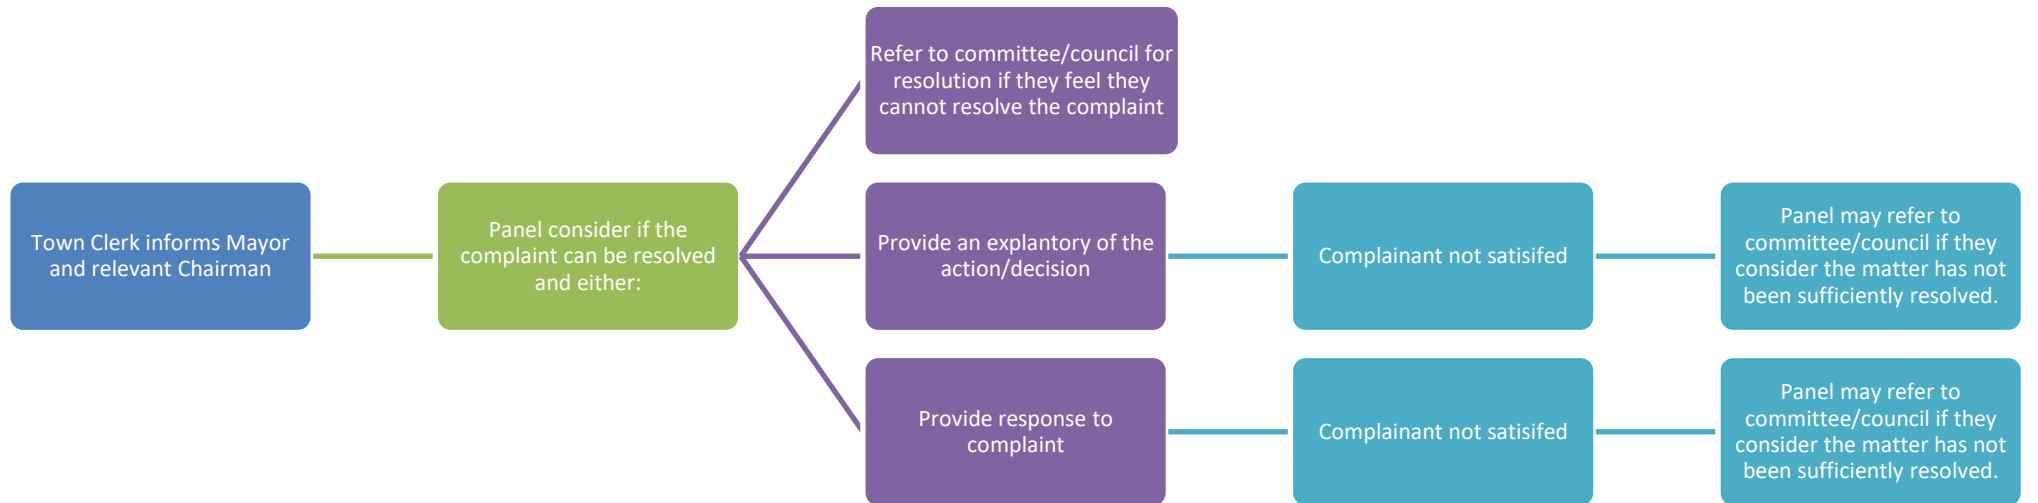 Refer to committee/council for
resolution if they feel they
cannot resolve the complaint
Town Clerk informs Mayor
and relevant Chairman
Panel consider if the
complaint can be resolved
and either:
Provide an explantory of the
action/decision
Complainant not satisifed
Panel may refer to
committee/council if they
consider the matter has not
been sufficiently resolved.
Provide response to
complaint
Complainant not satisifed
Panel may refer to
committee/council if they
consider the matter has not
been sufficiently resolved.